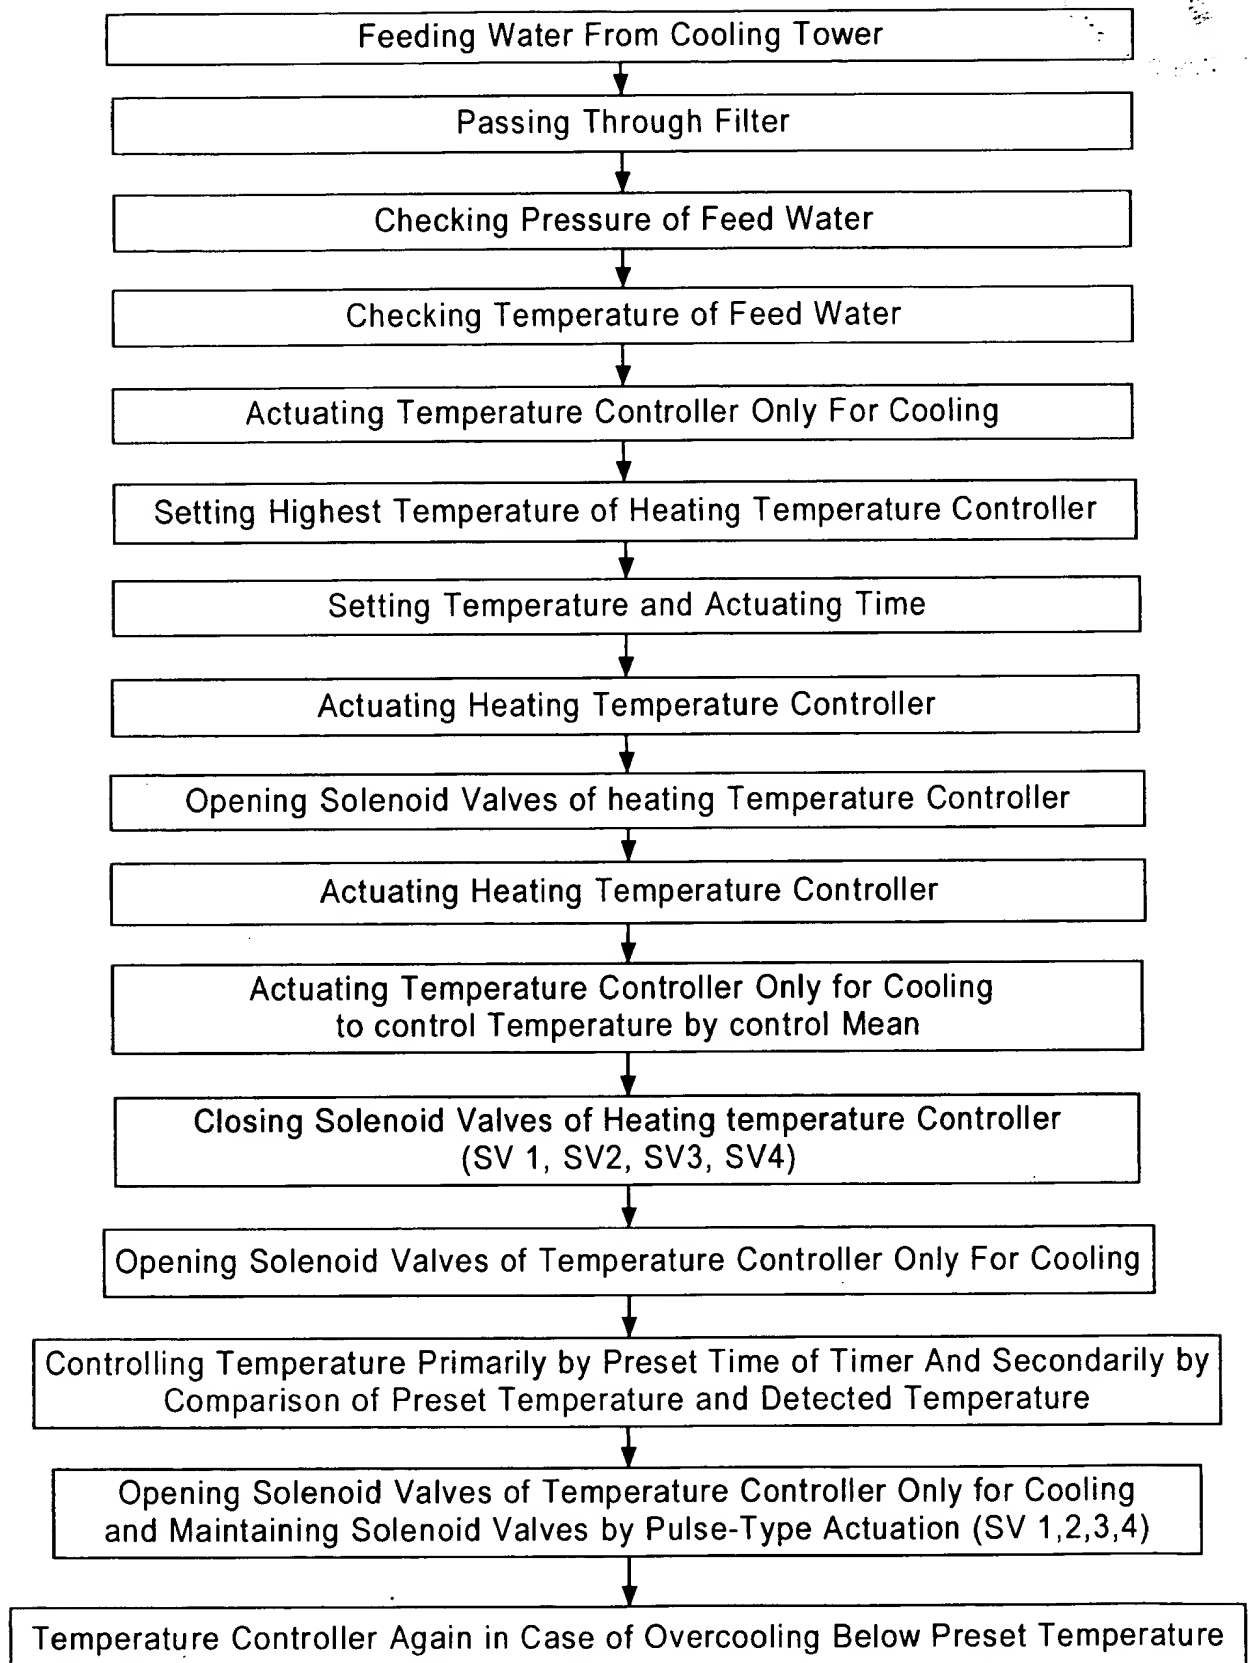 Feeding Water From Cooling Tower
Passing Through Filter
Checking Pressure of Feed Water
Checking Temperature of Feed Water
Actuating Temperature Controller Only For Cooling
Setting Highest Temperature of Heating Temperature Controller
Setting Temperature and Actuating Time
Actuating Heating Temperature Controller
Opening Solenoid Valves of heating Temperature Controller
Actuating Heating Temperature Controller
Actuating Temperature Controller Only for Cooling
to control Temperature by control Mean
Closing Solenoid Valves of Heating temperature Controller
(SV 1, SV2, SV3, SV4)
Opening Solenoid Valves of Temperature Controller Only For Cooling
Controlling Temperature Primarily by Preset Time of Timer And Secondarily by
Comparison of Preset Temperature and Detected Temperature
Opening Solenoid Valves of Temperature Controller Only for Cooling
and Maintaining Solenoid Valves by Pulse-Type Actuation (SV 1,2,3,4)
Temperature Controller Again in Case of Overcooling Below Preset Temperature